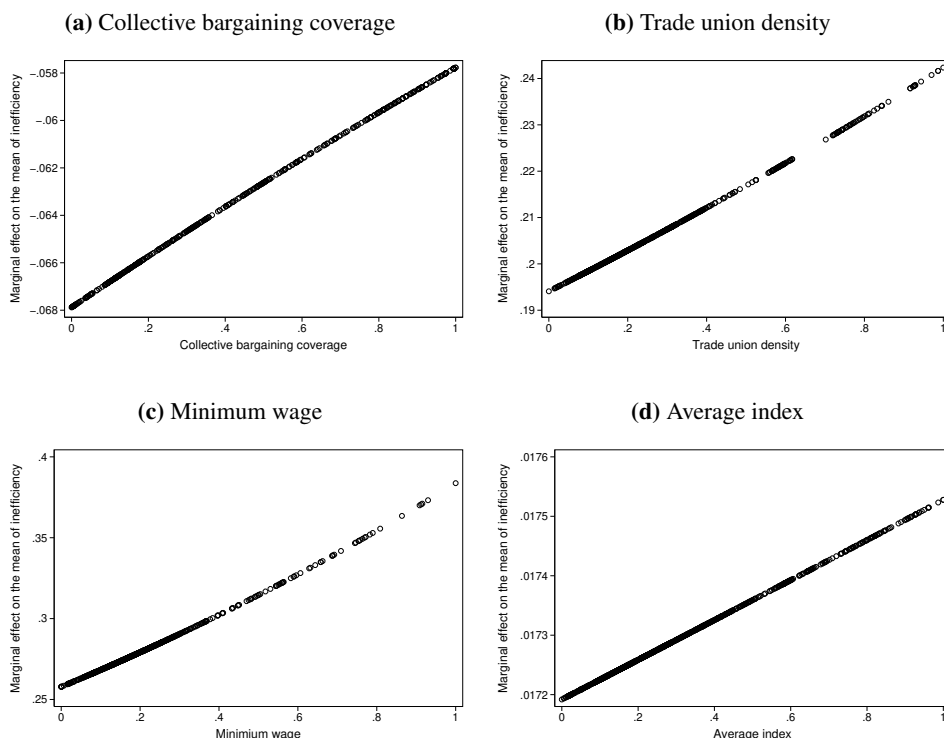 (a) Collective bargaining coverage
Marginal effect on the mean of inefficiency
-.058
-.06
-.062
-.064
-.066
-.068
0 .2 .4 .6 .8 1
Collective bargaining coverage
(b) Trade union density
Marginal effect on the mean of inefficiency
.24
.23
.22
.21
.2
.19
0 .2 .4 .6 .8 1
Trade union density
(c) Minimum wage
Marginal effect on the mean of inefficiency
.4
.35
.3
.25
0 .2 .4 .6 .8 1
Minimum wage
(d) Average index
Marginal effect on the mean of inefficiency
.0176
.0175
.0174
.0173
.0172
0 .2 .4 .6 .8 1
Average index